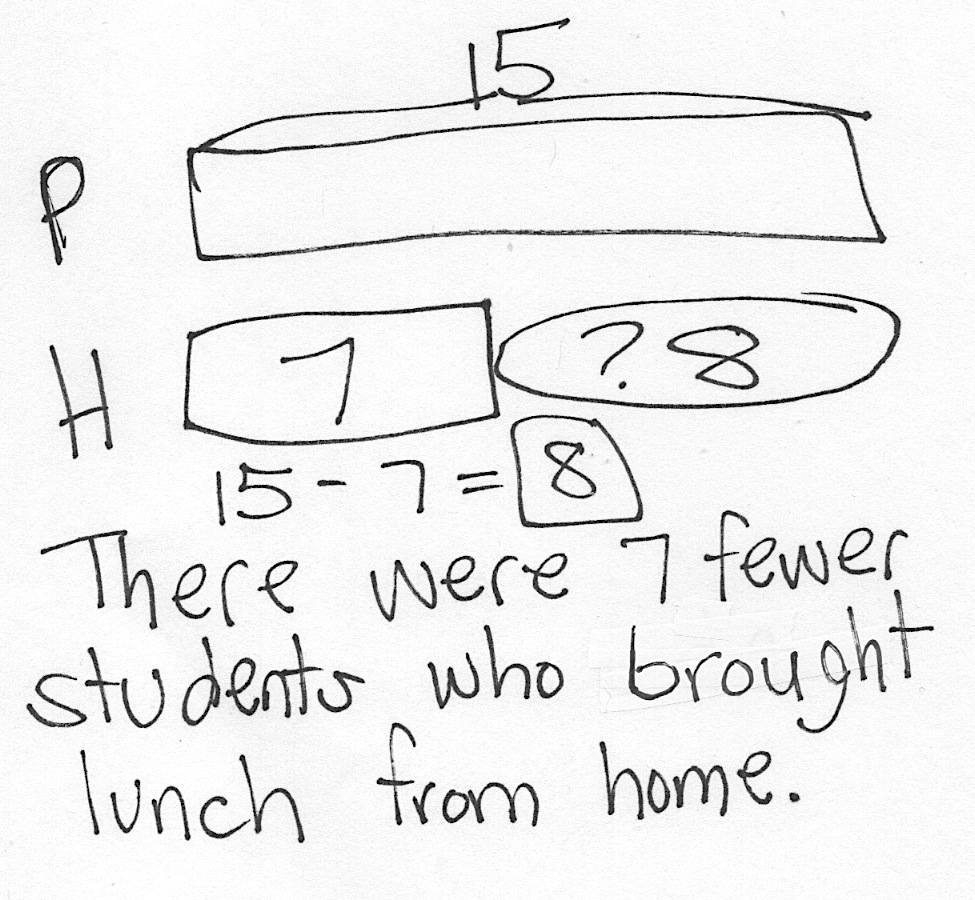 15
P
H 7 ? 8
15 - 7 = 8
There were 7 fewer
students who brought
lunch from home.